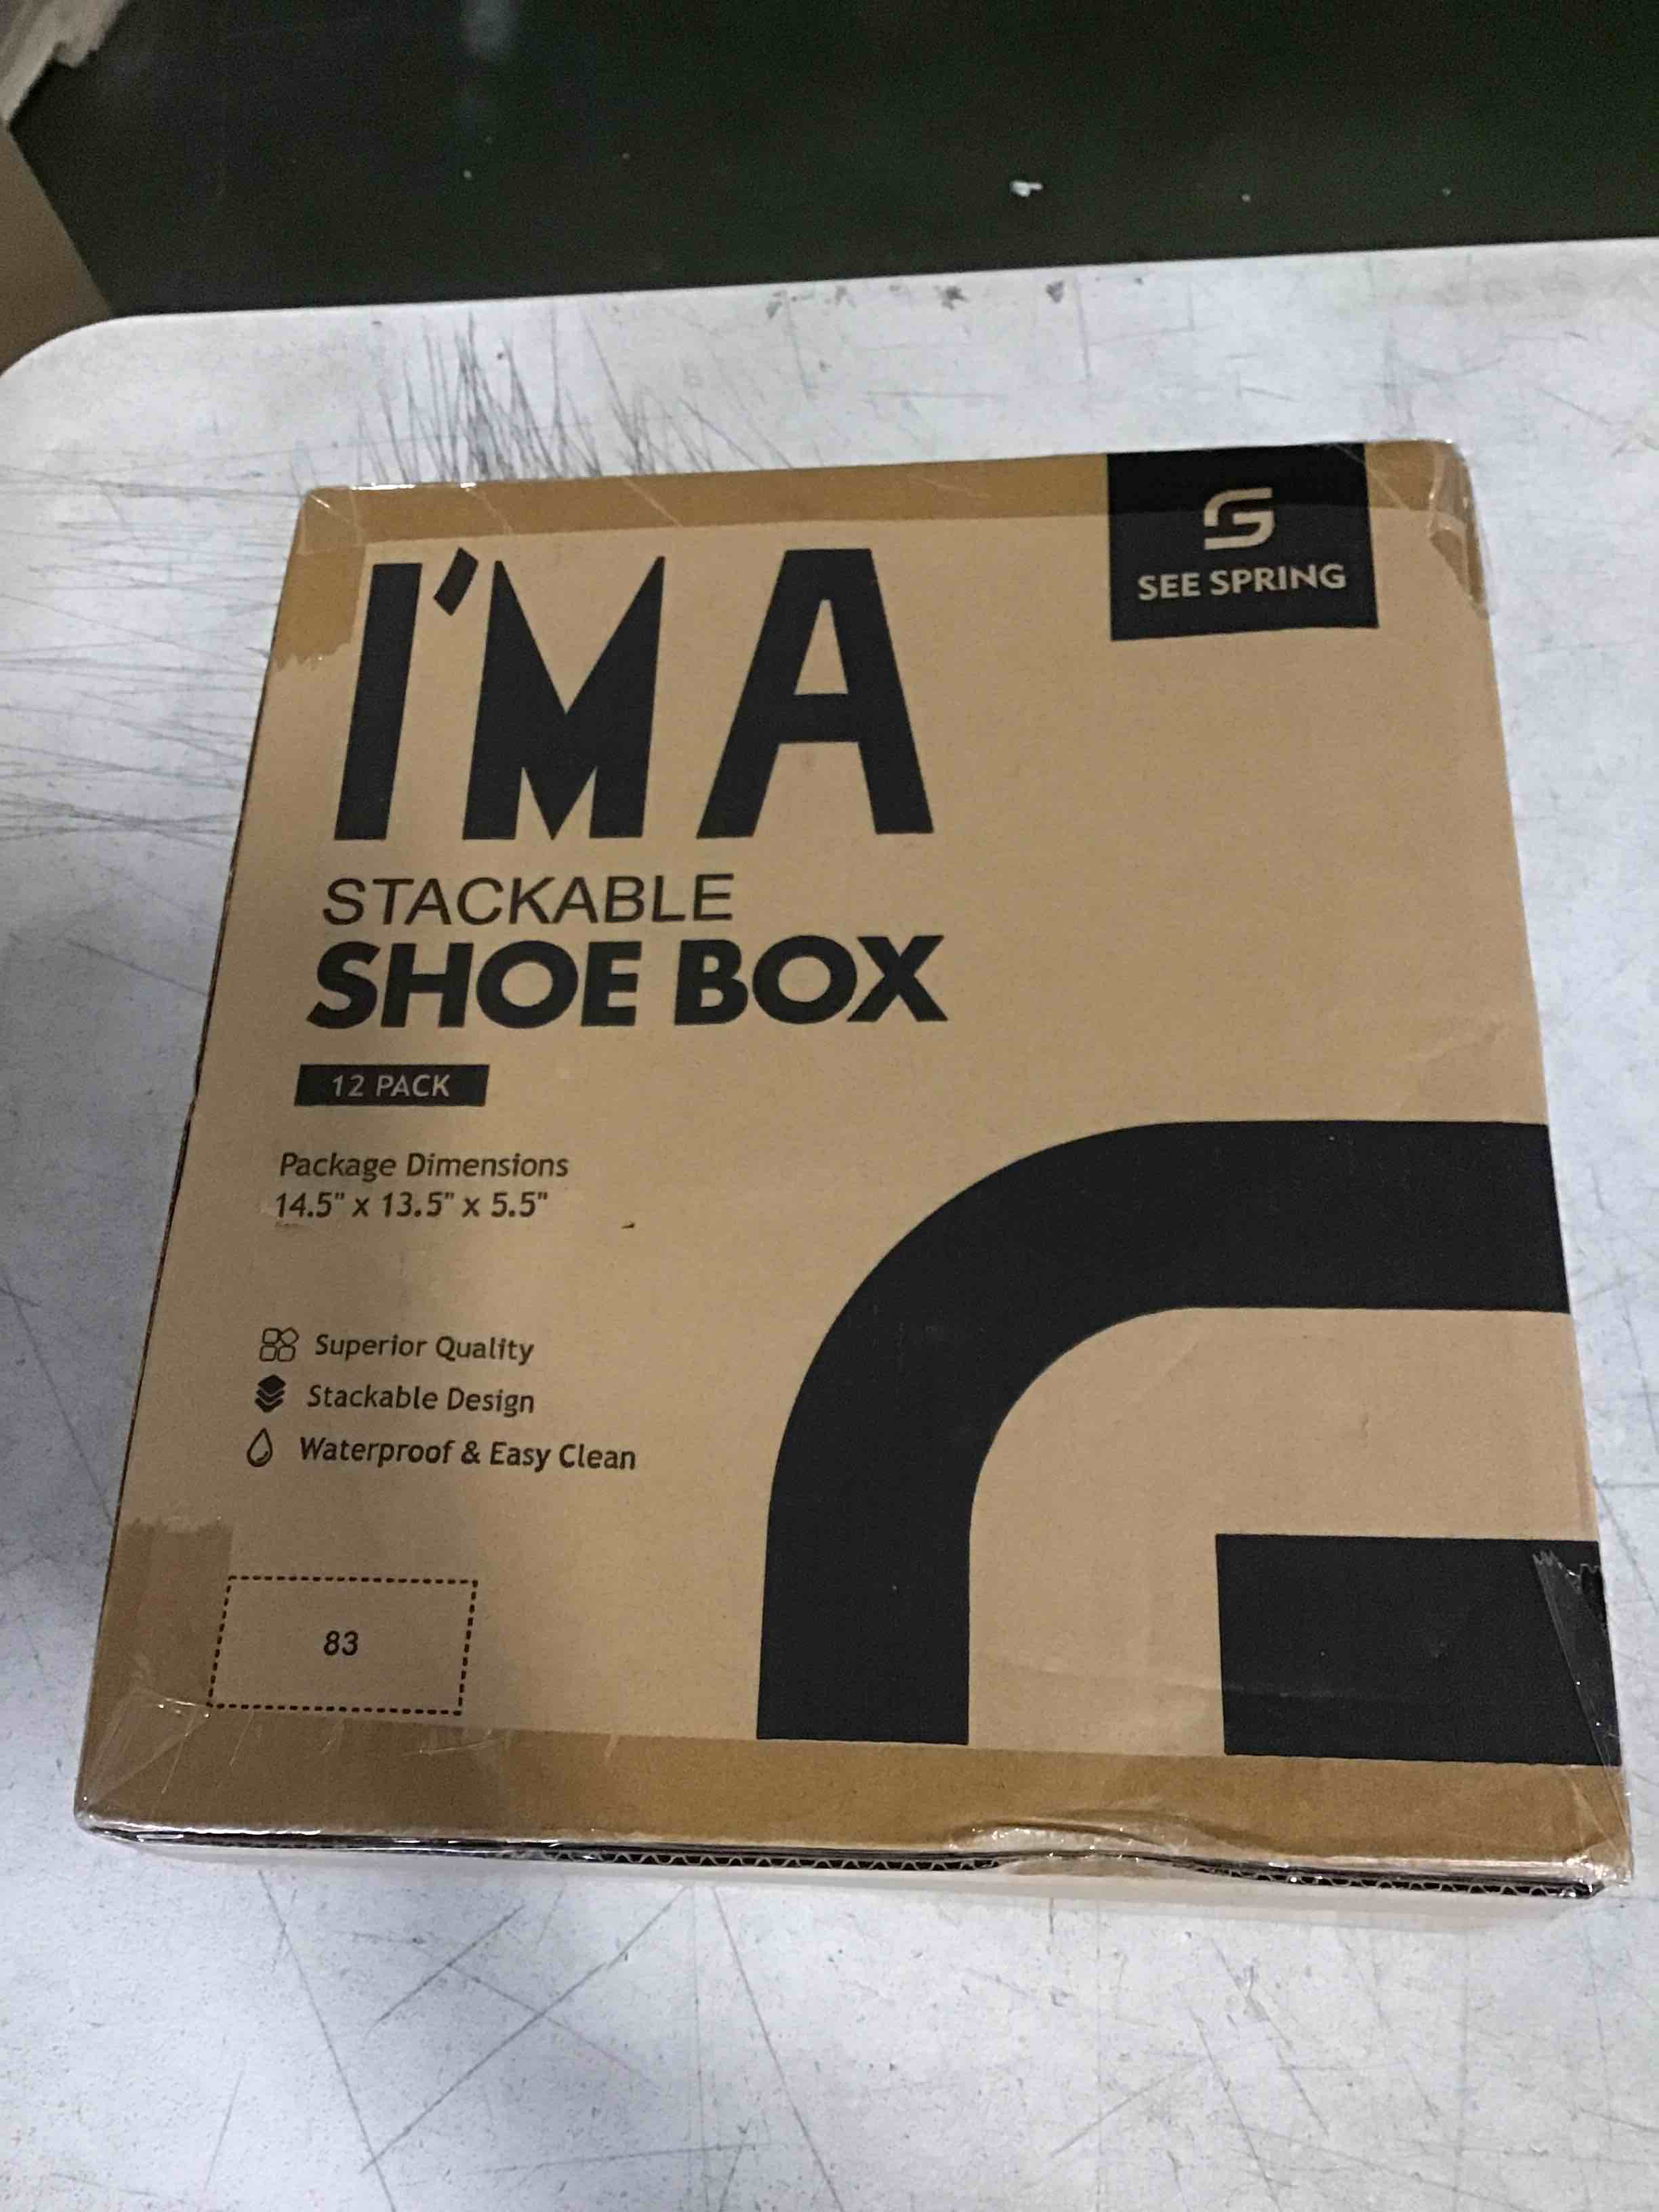 I'M A
SEE SPRING
STACKABLE
SHOE BOX
12 PACK
Package Dimensions
14.5" x 13.5" x 5.5"
Superior Quality
Stackable Design
Waterproof & Easy Clean
83